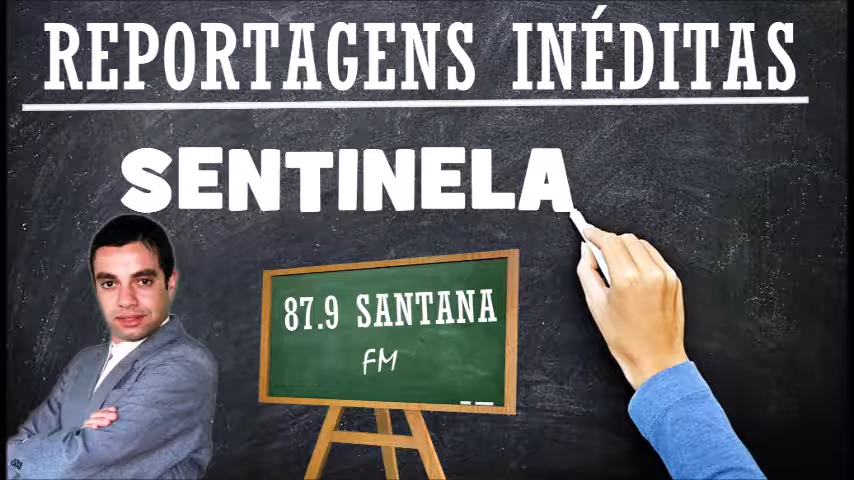 REPORTAGENS INÉDITAS
SENTINELA
87.9 SANTANA
FM